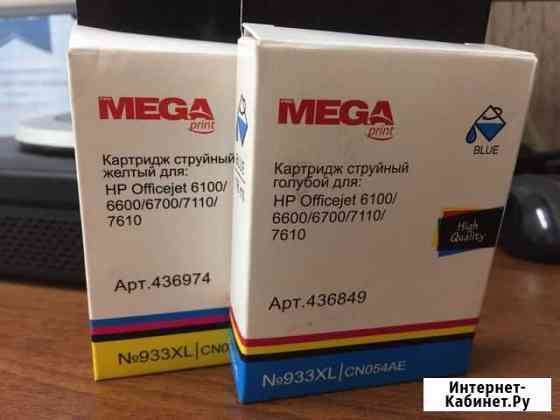 MEGA
print
Картридж струйный
желтый для:
HP Officejet 6100/
6600/6700/7110/
7610
Арт.436974
№933XL|CN0
MEGA
print
BLUE
Картридж струйный
голубой для:
HP Officejet 6100/
6600/6700/7110/
7610
High
Quality
Арт.436849
№933XL|CN054AE
Интернет-
Кабинет.Ру